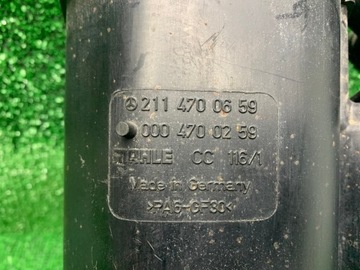 211 470 06 59
000 470 02 59
MAHLE CC 116/1
Made in Germany
>PA6-GF30<